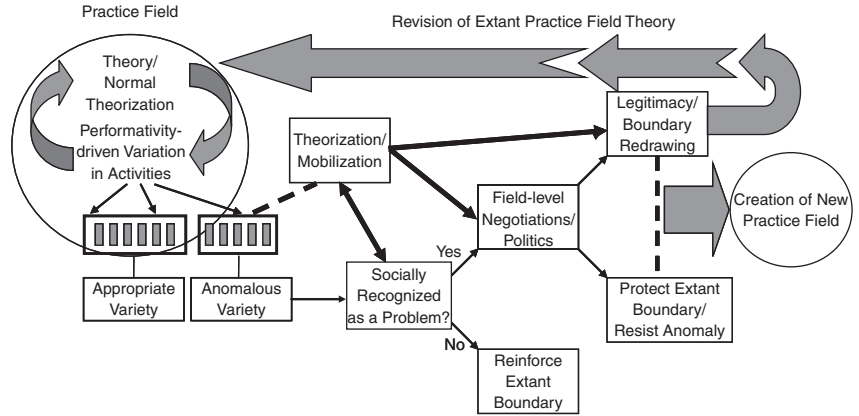 Practice Field
Revision of Extant Practice Field Theory
Theory/
Normal
Theorization
Performativity-
driven Variation
in Activities
Theorization/
Mobilization
Legitimacy/
Boundary
Redrawing
Field-level
Negotiations/
Politics
Creation of New
Practice Field
Yes
Appropriate
Variety
Anomalous
Variety
Socially
Recognized
as a Problem?
Protect Extant
Boundary/
Resist Anomaly
No
Reinforce
Extant
Boundary